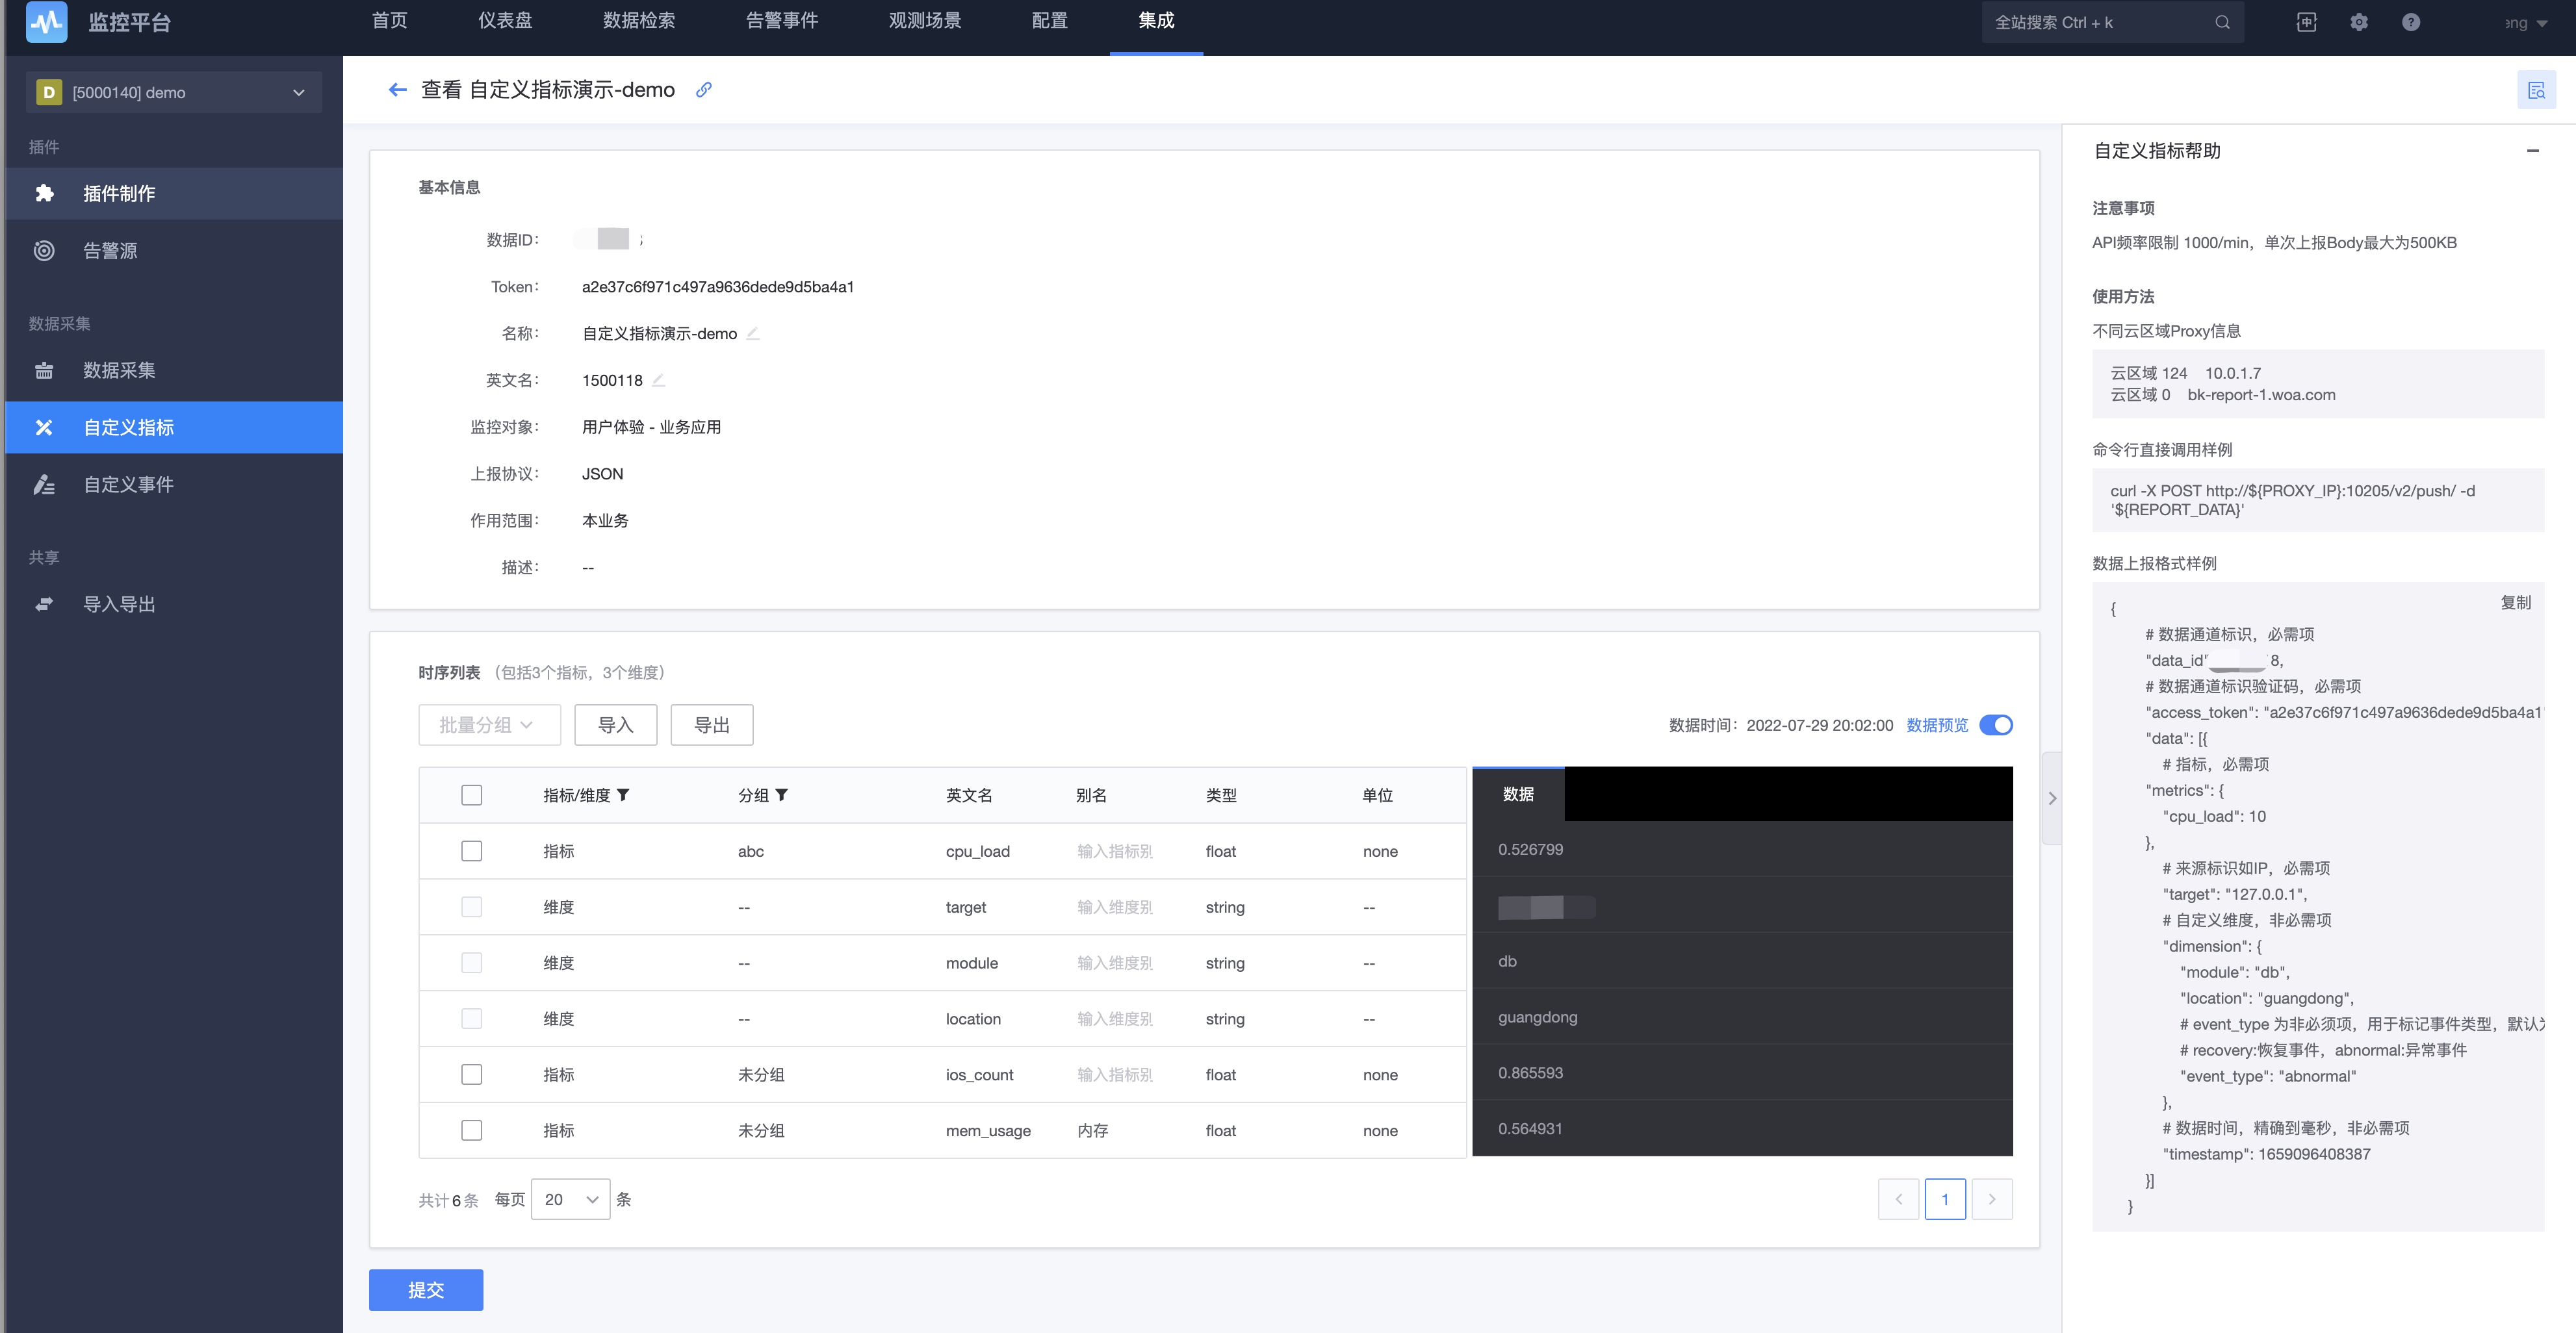 监控平台
首页 仪表盘 数据检索 告警事件 观测场景 配置 集成
全站搜索 Ctrl + k
D [5000140] demo
插件
插件制作
告警源
数据采集
数据采集
自定义指标
自定义事件
共享
导入导出
查看 自定义指标演示-demo
基本信息
数据ID：
Token： a2e37c6f971c497a9636dede9d5ba4a1
名称： 自定义指标演示-demo
英文名： 1500118
监控对象： 用户体验 - 业务应用
上报协议： JSON
作用范围： 本业务
描述： --
时序列表 （包括3个指标，3个维度）
批量分组 导入 导出
数据时间：2022-07-29 20:02:00 数据预览
指标/维度 分组 英文名 别名 类型 单位 数据
指标 abc cpu_load 输入指标别 float none 0.526799
维度 -- target 输入维度别 string --
维度 -- module 输入维度别 string -- db
维度 -- location 输入维度别 string -- guangdong
指标 未分组 ios_count 输入指标别 float none 0.865593
指标 未分组 mem_usage 内存 float none 0.564931
共计 6 条 每页 20 条
1
提交
自定义指标帮助
注意事项
API频率限制 1000/min，单次上报Body最大为500KB
使用方法
不同云区域Proxy信息
云区域 124 10.0.1.7
云区域 0 bk-report-1.woa.com
命令行直接调用样例
curl -X POST http://${PROXY_IP}:10205/v2/push/ -d
'${REPORT_DATA}'
数据上报格式样例
复制
{
# 数据通道标识，必需项
"data_id" 8,
# 数据通道标识验证码，必需项
"access_token": "a2e37c6f971c497a9636dede9d5ba4a1"
"data": [{
# 指标，必需项
"metrics": {
"cpu_load": 10
},
# 来源标识如IP，必需项
"target": "127.0.0.1",
# 自定义维度，非必需项
"dimension": {
"module": "db",
"location": "guangdong",
# event_type 为非必须项，用于标记事件类型，默认
# recovery:恢复事件，abnormal:异常事件
"event_type": "abnormal"
},
# 数据时间，精确到毫秒，非必需项
"timestamp": 1659096408387
}]
}